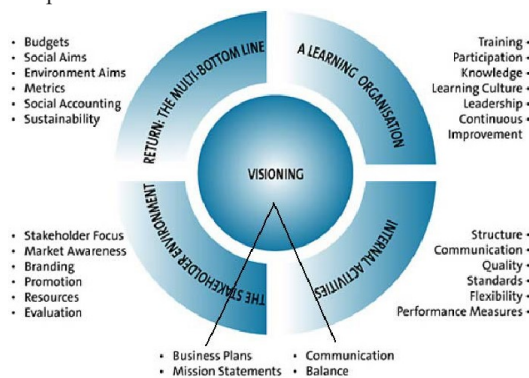 • Budgets
• Social Aims
• Environment Aims
• Metrics
• Social Accounting
• Sustainability
RETURN: THE MULTI-BOTTOM LINE
A LEARNING ORGANISATION
Training •
Participation •
Knowledge •
Learning Culture •
Leadership •
Continuous •
Improvement
VISIONING
• Stakeholder Focus
• Market Awareness
• Branding
• Promotion
• Resources
• Evaluation
THE STAKEHOLDER ENVIRONMENT
INTERNAL ACTIVITIES
Structure •
Communication •
Quality •
Standards •
Flexibility •
Performance Measures •
• Business Plans
• Mission Statements
• Communication
• Balance